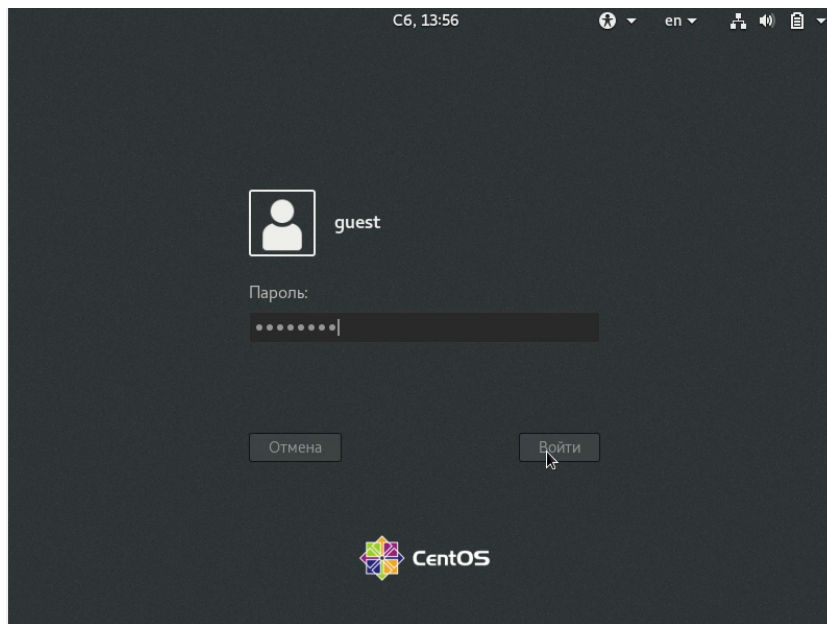 Сб, 13:56 en
guest
Пароль:
••••••••
Отмена Войти
CentOS